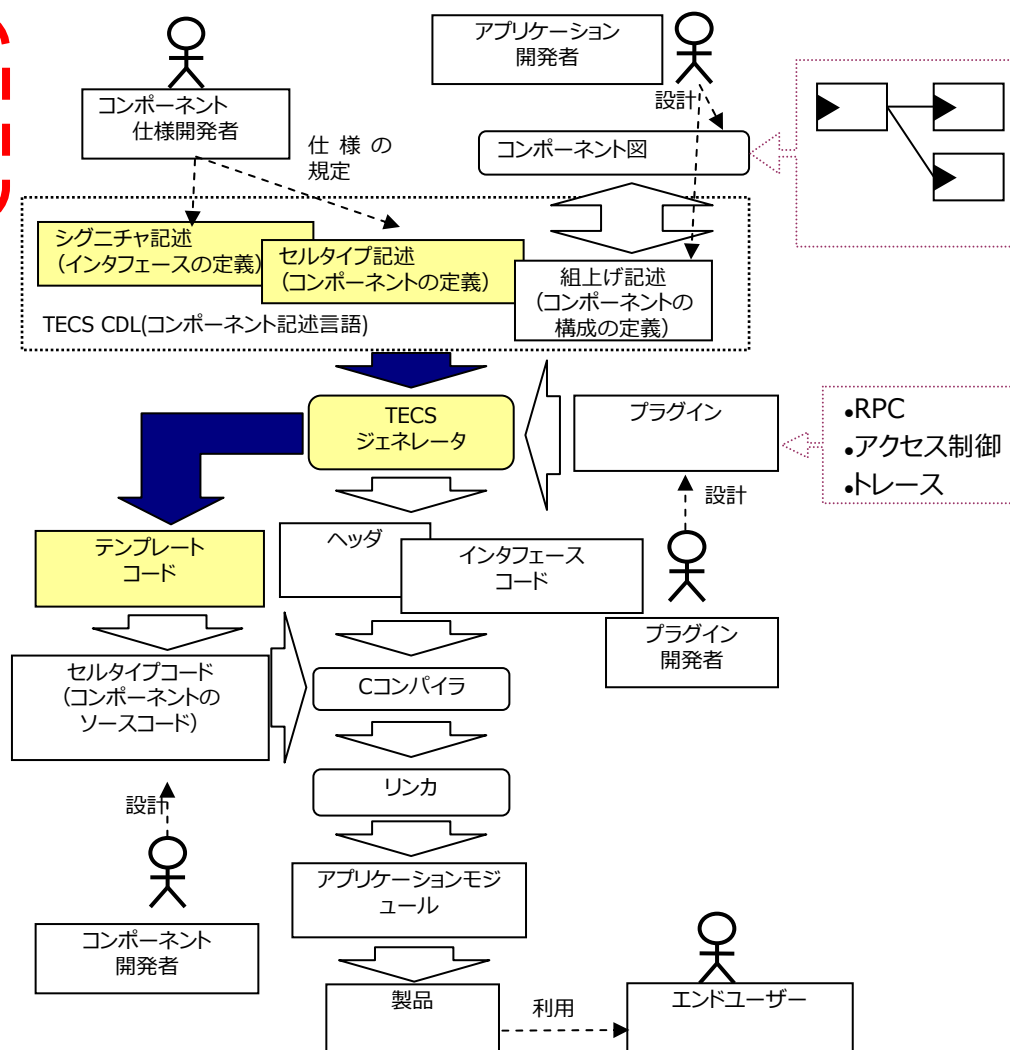 アプリケーション
開発者
設計
コンポーネント
仕様開発者
仕様の
規定
コンポーネント図
シグニチャ記述
(インタフェースの定義)
セルタイプ記述
(コンポーネントの定義)
組上げ記述
(コンポーネントの
構成の定義)
TECS CDL(コンポーネント記述言語)
TECS
ジェネレータ
プラグイン
•RPC
•アクセス制御
•トレース
設計
テンプレート
コード
ヘッダ
インタフェース
コード
プラグイン
開発者
セルタイプコード
(コンポーネントの
ソースコード)
Cコンパイラ
リンカ
設計
アプリケーションモジ
ュール
コンポーネント
開発者
製品
利用
エンドユーザー